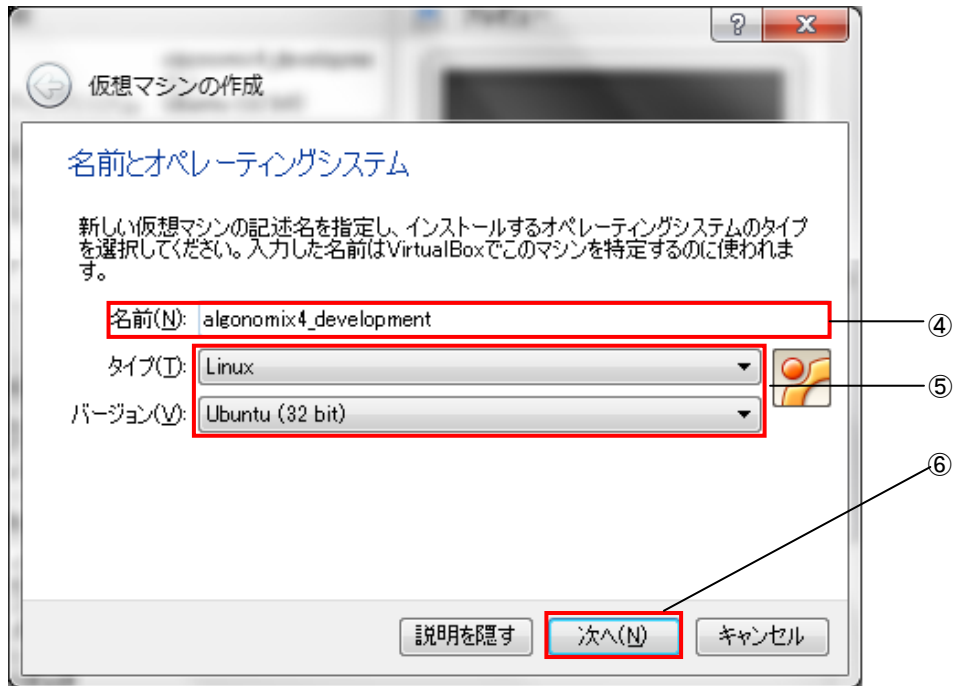 仮想マシンの作成
名前とオペレーティングシステム
新しい仮想マシンの記述名を指定し、インストールするオペレーティングシステムのタイプ
を選択してください。入力した名前はVirtualBoxでこのマシンを特定するのに使われま
す。
名前(N): algonomix4_development
④
タイプ(T): Linux
⑤
バージョン(V): Ubuntu (32 bit)
⑥
説明を隠す 次へ(N) キャンセル